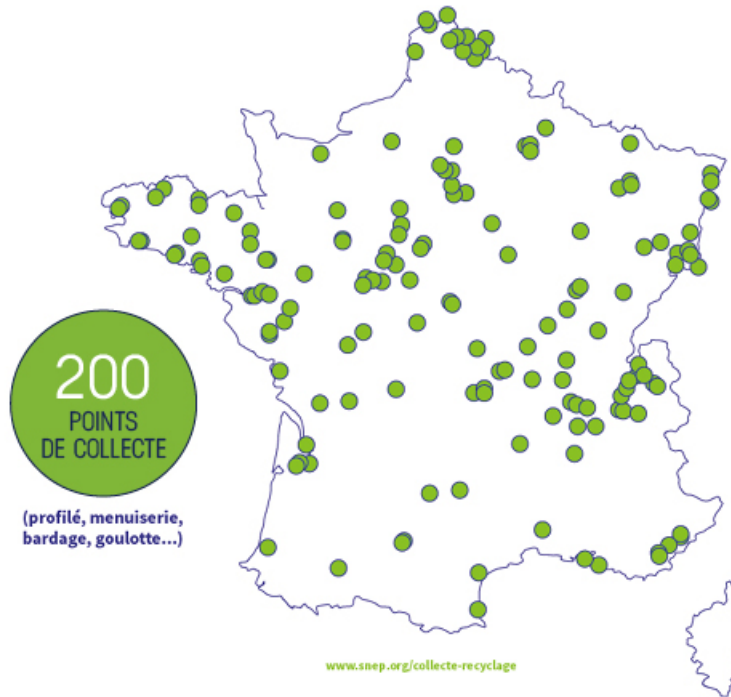 200
POINTS
DE COLLECTE
(profilé, menuiserie,
bardage, goulotte...)
www.snep.org/collecte-recyclage